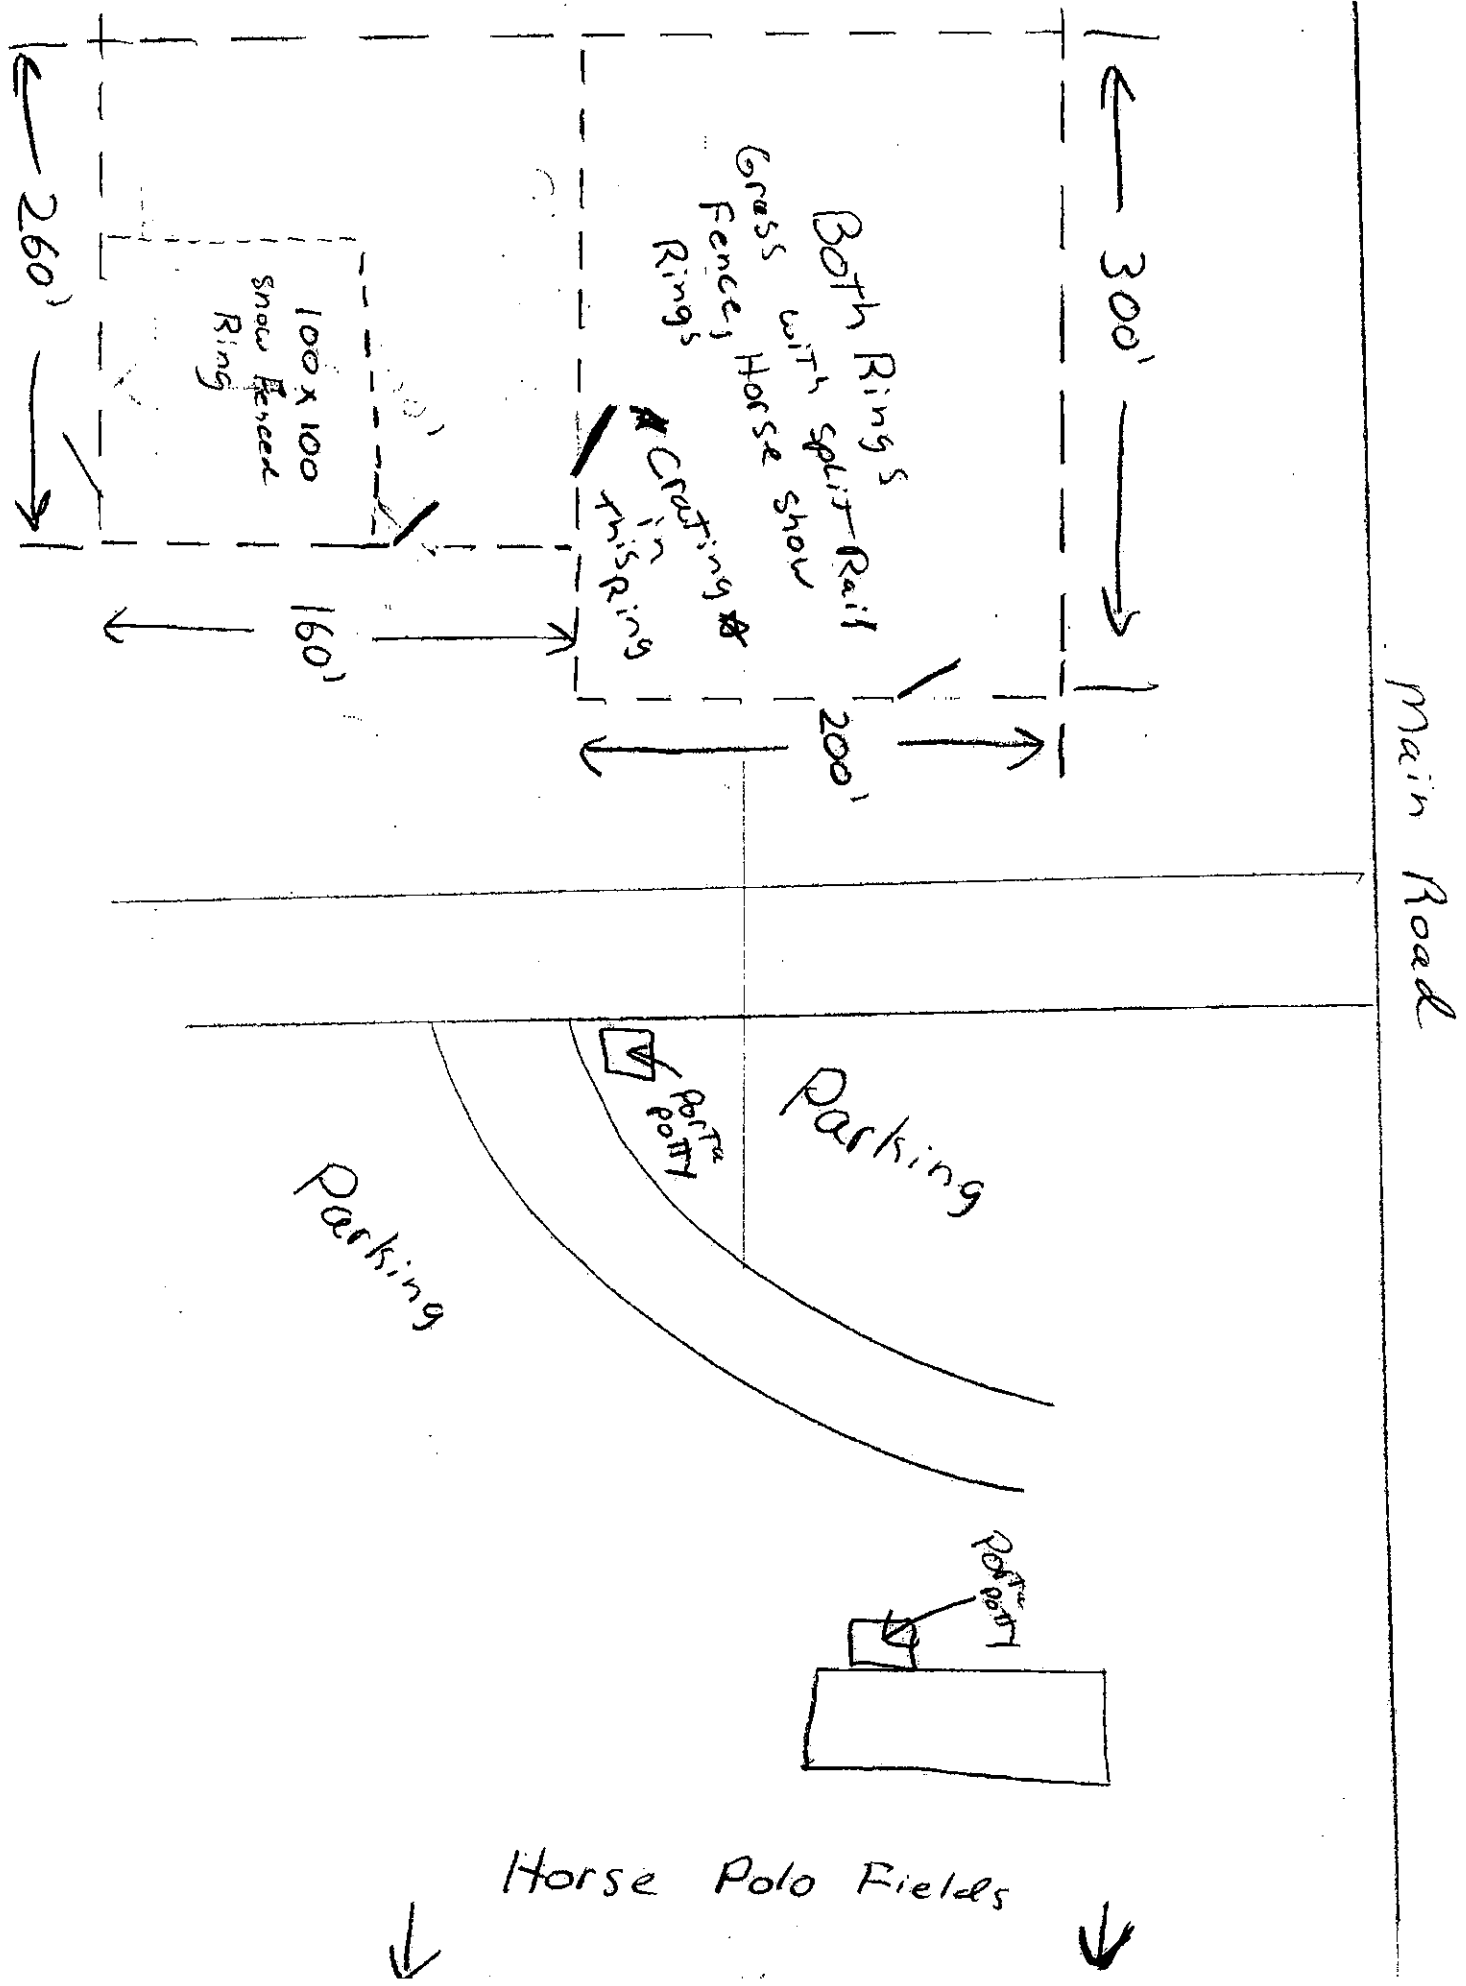 Main Road
300'
Both Rings
Grass with split Rail
Fence, Horse show
Rings
Crating
in
This Ring
200'
160'
100 x 100
snow Fenced
Ring
260'
Parking
Porta
potty
Parking
Porta
potty
Horse Polo Fields